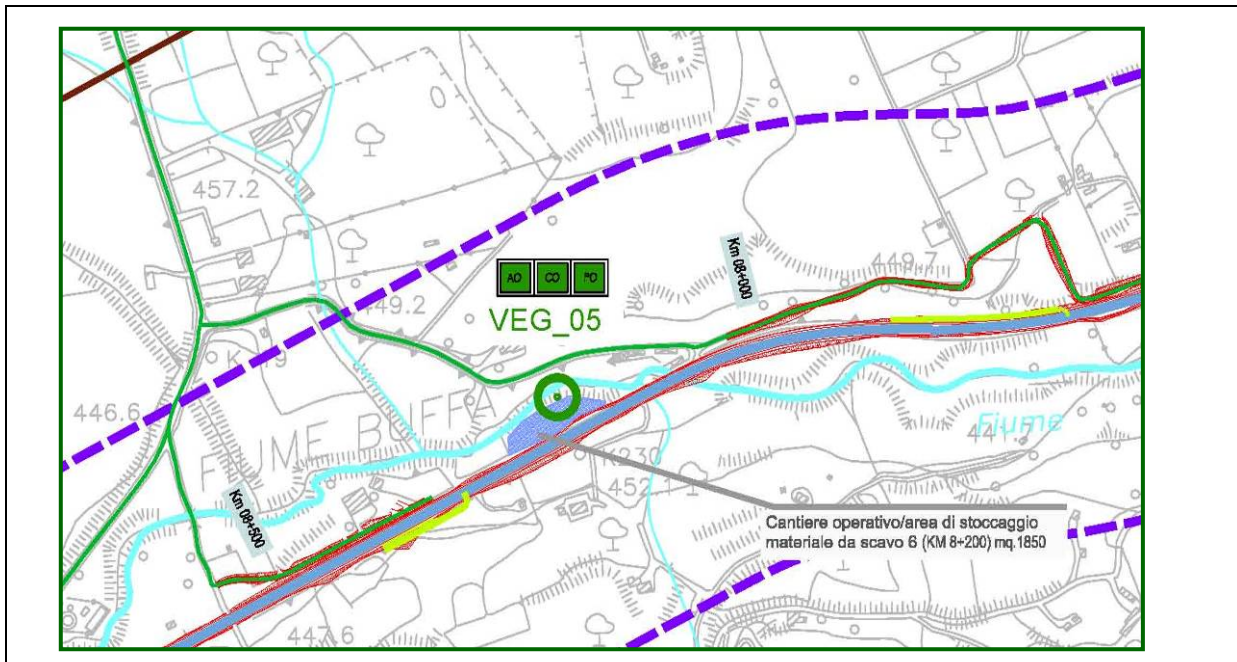 457.2
449.2
446.6
Km 08+500
FIUME BUFFA
AO CO PO
VEG_05
Km 08+000
449.7
Fiume
K230
452.1
447.6
Cantiere operativo/area di stoccaggio
materiale da scavo 6 (KM 8+200) mq.1850